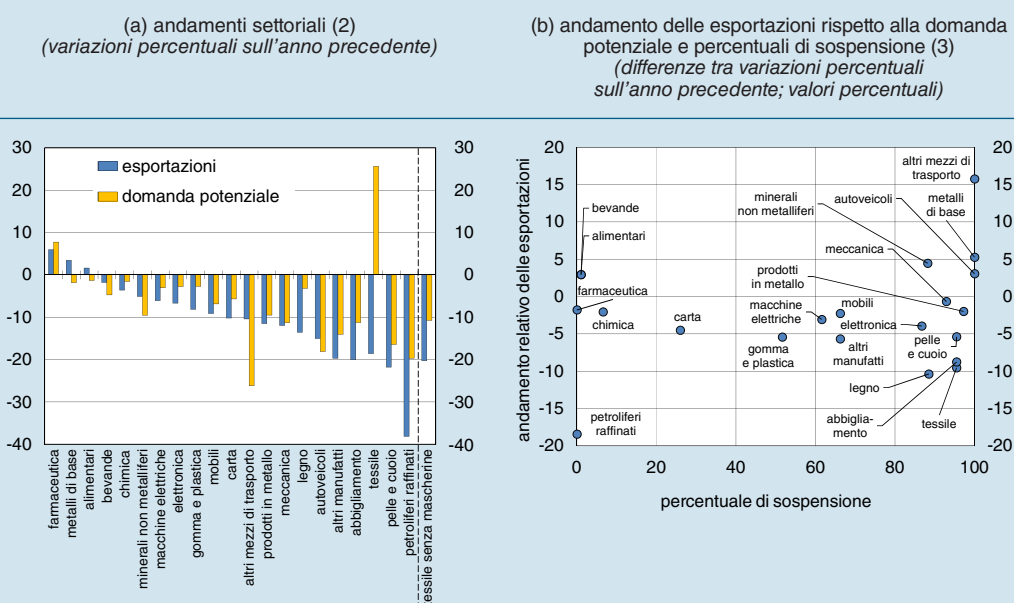 (a) andamenti settoriali (2)
(variazioni percentuali sull'anno precedente)
30
20
10
0
-10
-20
-30
-40
esportazioni
domanda potenziale
30
20
10
0
-10
-20
-30
-40
farmaceutica
metalli di base
alimentari
bevande
chimica
minerali non metalliferi
macchine elettriche
elettronica
gomma e plastica
mobili
carta
altri mezzi di trasporto
prodotti in metallo
meccanica
legno
autoveicoli
altri manufatti
abbigliamento
tessile
pelle e cuoio
petroliferi raffinati
tessile senza mascherine
(b) andamento delle esportazioni rispetto alla domanda
potenziale e percentuali di sospensione (3)
(differenze tra variazioni percentuali
sull'anno precedente; valori percentuali)
andamento relativo delle esportazioni
20
15
10
5
0
-5
-10
-15
-20
altri mezzi di
trasporto
minerali
non metalliferi
autoveicoli
metalli
di base
bevande
alimentari
meccanica
prodotti
in metallo
farmaceutica
chimica
carta
macchine
elettriche
mobili
elettronica
gomma
e plastica
altri
manufatti
pelle
e cuoio
legno
abbiglia-
mento
tessile
petroliferi
raffinati
20
15
10
5
0
-5
-10
-15
-20
0
20
40
60
80
100
percentuale di sospensione